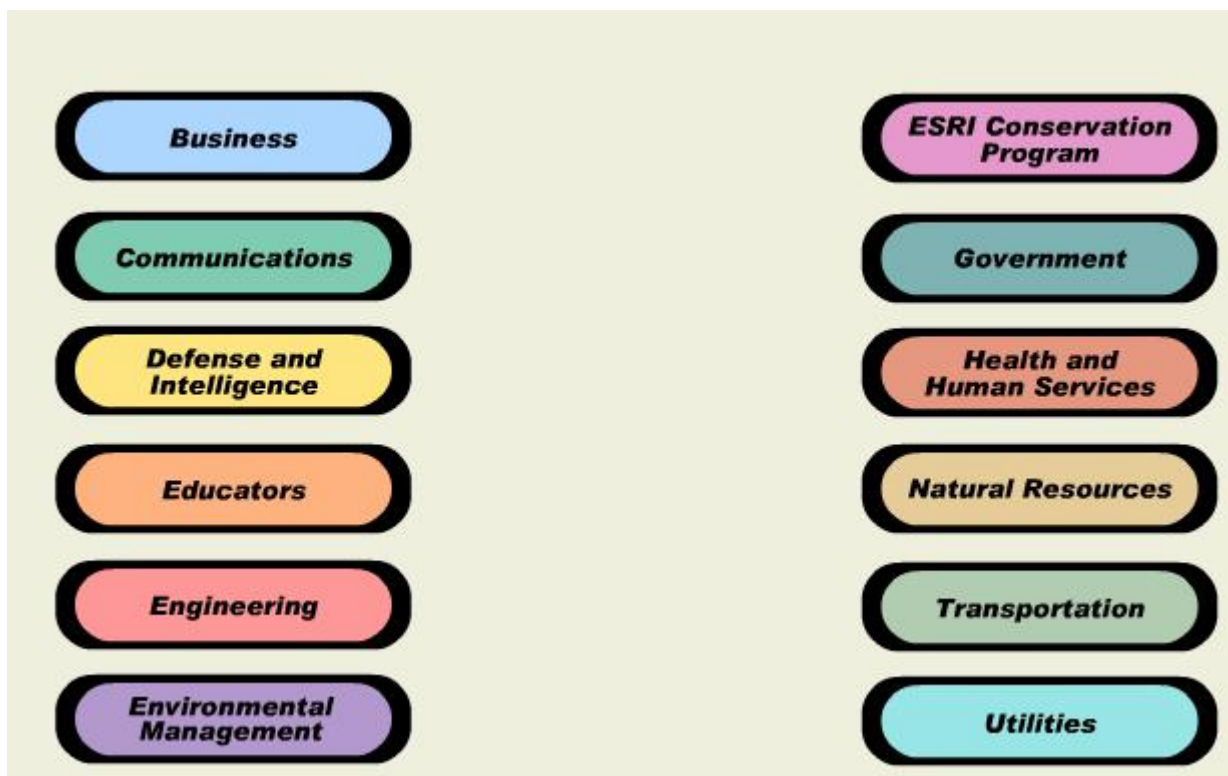 Business
Communications
Defense and
Intelligence
Educators
Engineering
Environmental
Management
ESRI Conservation
Program
Government
Health and
Human Services
Natural Resources
Transportation
Utilities